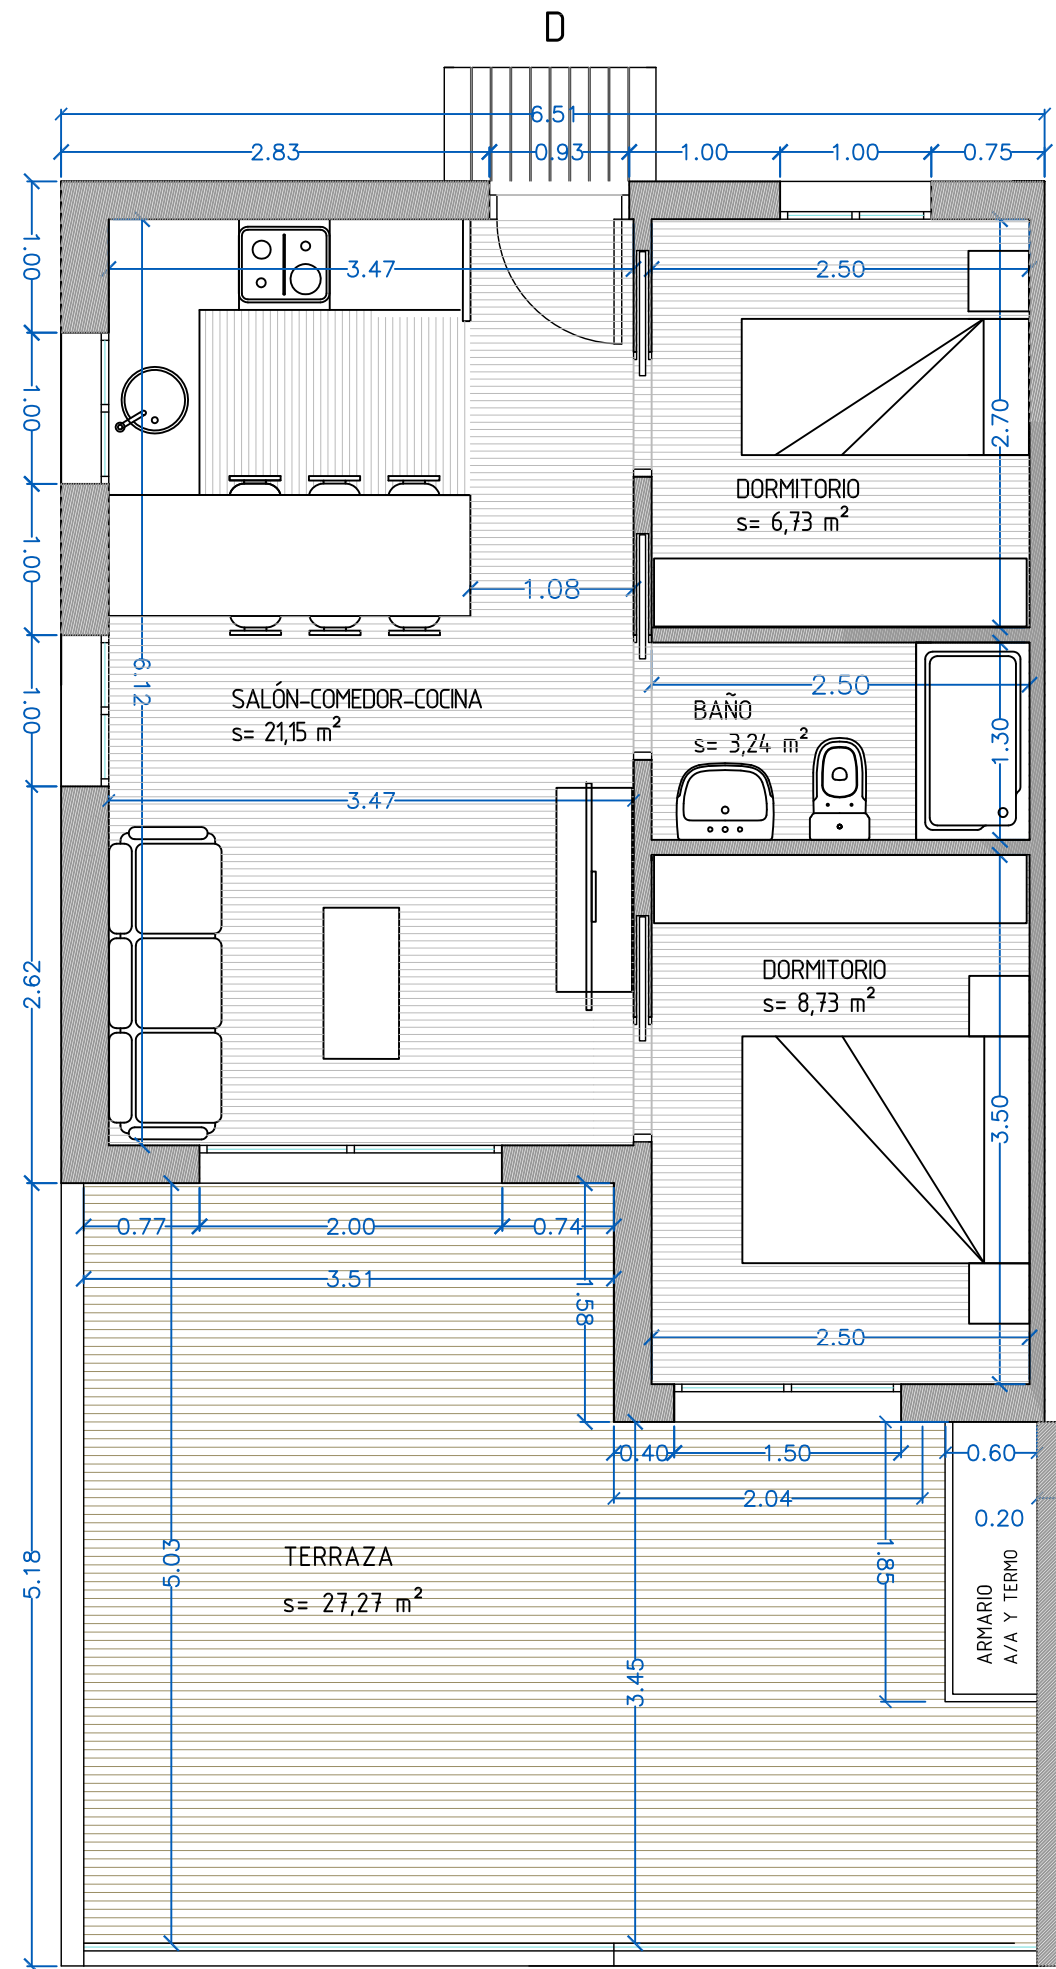 D
6.51
2.83
0.93
1.00
1.00
0.75
1.00
1.00
1.00
1.00
2.62
5.18
3.47
2.50
2.70
DORMITORIO
s= 6,73 m²
1.08
6.12
SALÓN-COMEDOR-COCINA
s= 21,15 m²
2.50
BAÑO
s= 3,24 m²
1.30
3.47
DORMITORIO
s= 8,73 m²
3.50
0.77
2.00
0.74
3.51
1.58
2.50
0.40
1.50
0.60
2.04
0.20
5.03
TERRAZA
s= 27,27 m²
1.85
ARMARIO
A/A Y TERMO
3.45